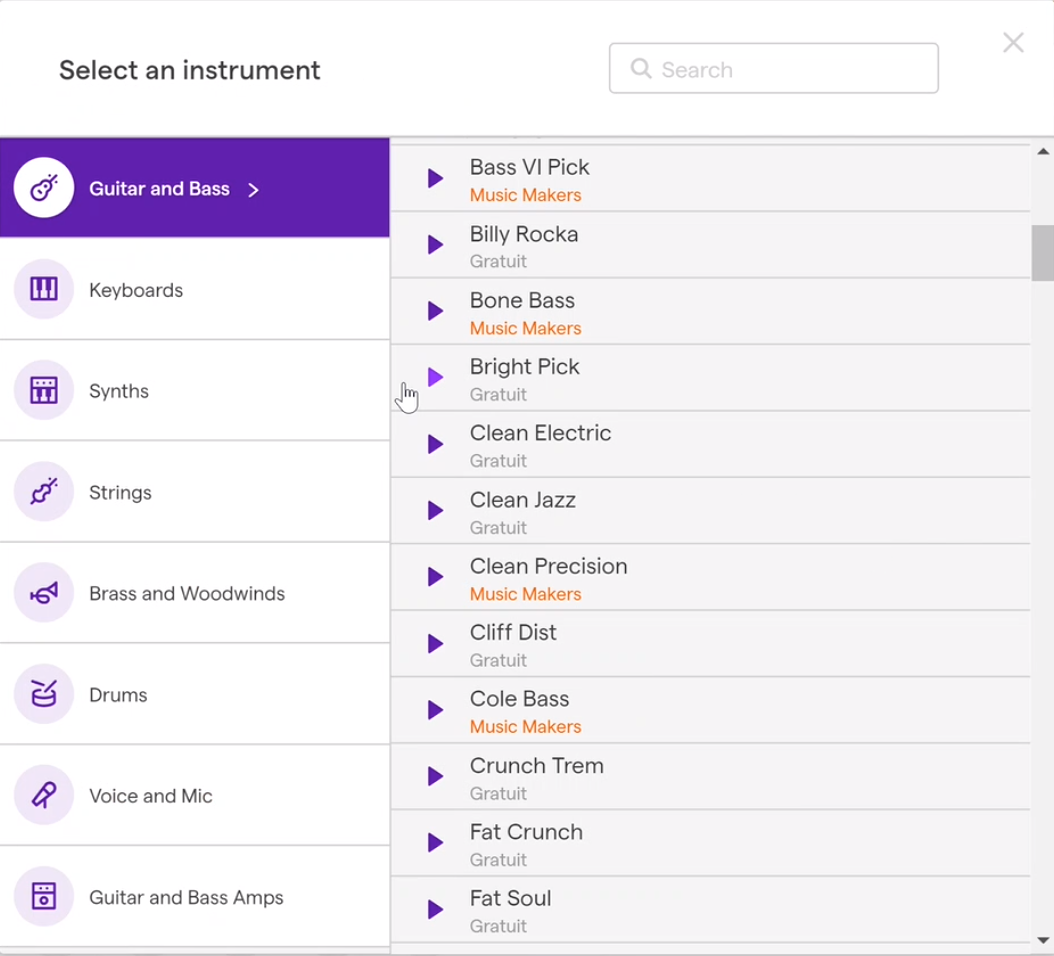 Select an instrument
Search
Guitar and Bass
Keyboards
Synths
Strings
Brass and Woodwinds
Drums
Voice and Mic
Guitar and Bass Amps
Bass VI Pick
Music Makers
Billy Rocka
Gratuit
Bone Bass
Music Makers
Bright Pick
Gratuit
Clean Electric
Gratuit
Clean Jazz
Gratuit
Clean Precision
Music Makers
Cliff Dist
Gratuit
Cole Bass
Music Makers
Crunch Trem
Gratuit
Fat Crunch
Gratuit
Fat Soul
Gratuit